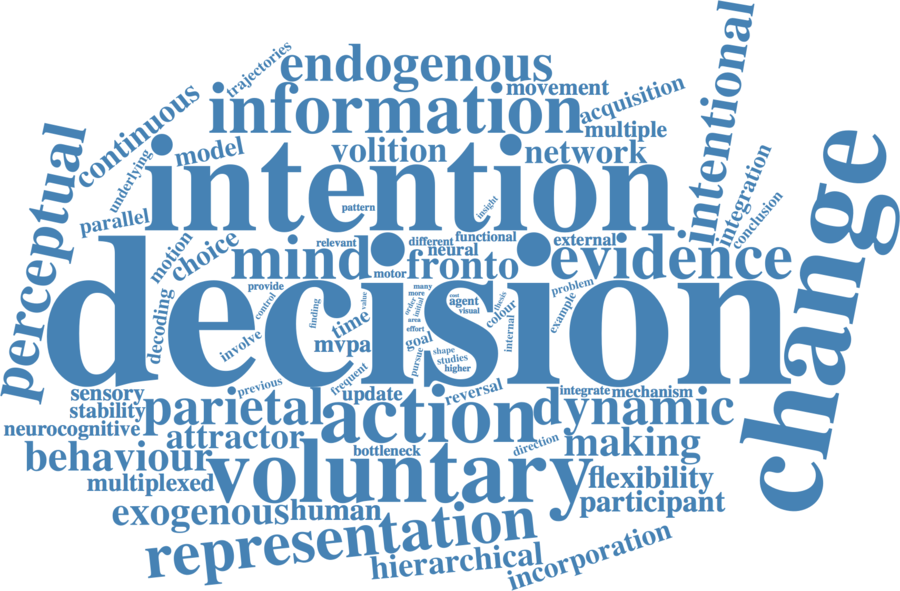 trajectories
endogenous
intentional
movement
information
acquisition
continuous
multiple
perceptual
underlying
model
volition
network
intention
change
pattern
insight
integration
conclusion
parallel
motion
choice
relevant
different
functional
neural
external
mind
motor
fronto
evidence
decision
decoding
provide
control
finding
value
many
more
order
initial
cost
agent
visual
thesis
colour
problem
example
time
area
effort
internal
involve
mvpa
goal
pursue
shape
studies
higher
previous
frequent
sensory
update
reversal
integrate
mechanism
stability
parietal
action
dynamic
neurocognitive
attractor
bottleneck
direction
making
behaviour
voluntary
multiplexed
flexibility
exogenous
human
participant
representation
hierarchical
incorporation